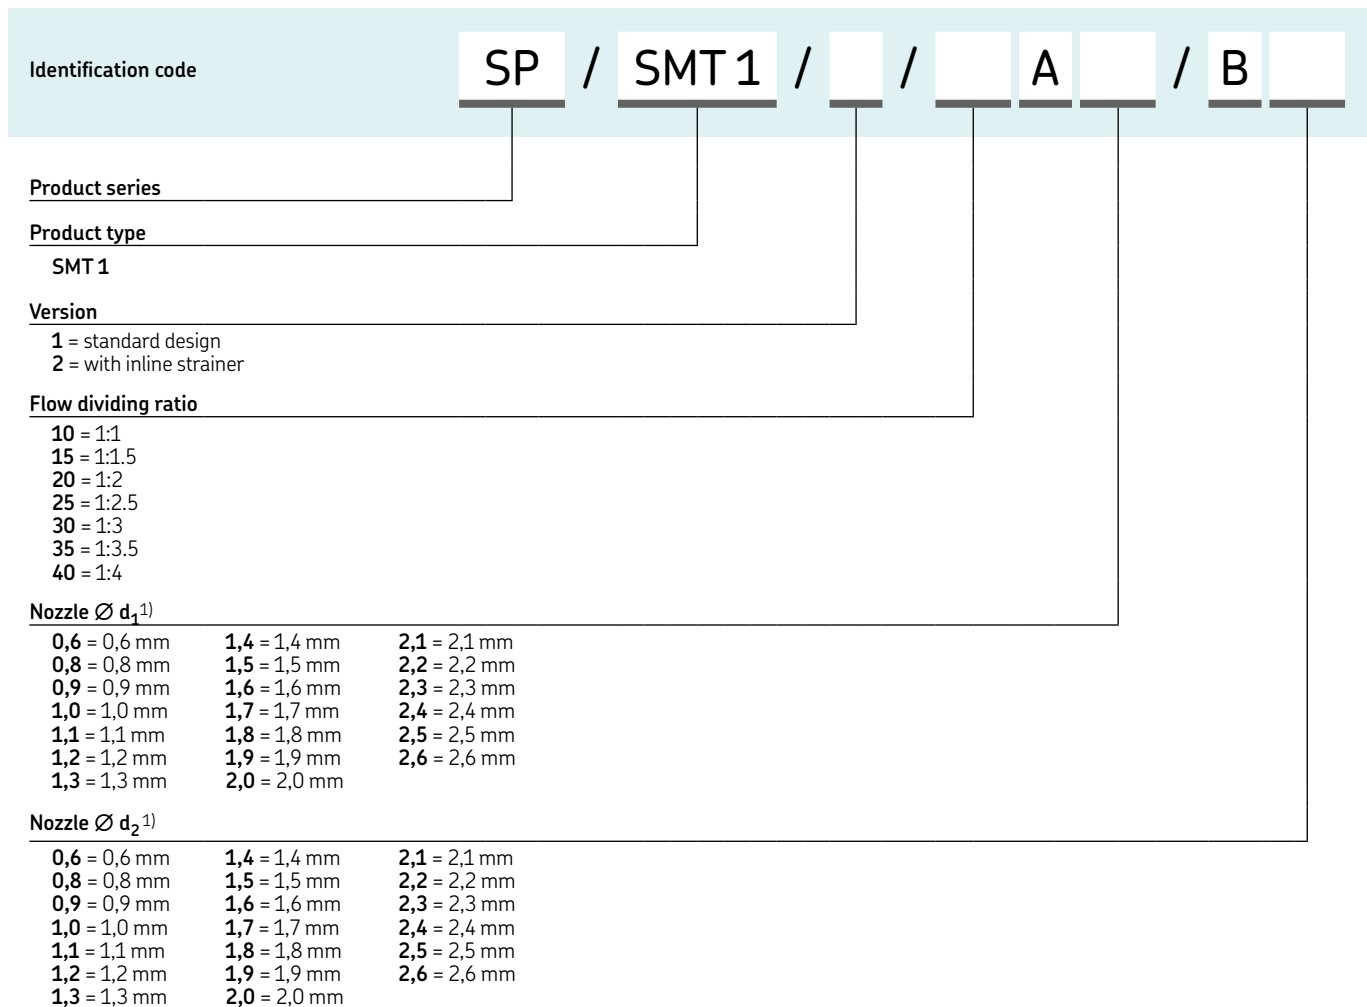 Identification code SP / SMT 1 / / A / B
Product series
Product type
SMT 1
Version
1 = standard design
2 = with inline strainer
Flow dividing ratio
10 = 1:1
15 = 1:1.5
20 = 1:2
25 = 1:2.5
30 = 1:3
35 = 1:3.5
40 = 1:4
Nozzle Ø d₁ 1)
0,6 = 0,6 mm 1,4 = 1,4 mm 2,1 = 2,1 mm
0,8 = 0,8 mm 1,5 = 1,5 mm 2,2 = 2,2 mm
0,9 = 0,9 mm 1,6 = 1,6 mm 2,3 = 2,3 mm
1,0 = 1,0 mm 1,7 = 1,7 mm 2,4 = 2,4 mm
1,1 = 1,1 mm 1,8 = 1,8 mm 2,5 = 2,5 mm
1,2 = 1,2 mm 1,9 = 1,9 mm 2,6 = 2,6 mm
1,3 = 1,3 mm 2,0 = 2,0 mm
Nozzle Ø d₂ 1)
0,6 = 0,6 mm 1,4 = 1,4 mm 2,1 = 2,1 mm
0,8 = 0,8 mm 1,5 = 1,5 mm 2,2 = 2,2 mm
0,9 = 0,9 mm 1,6 = 1,6 mm 2,3 = 2,3 mm
1,0 = 1,0 mm 1,7 = 1,7 mm 2,4 = 2,4 mm
1,1 = 1,1 mm 1,8 = 1,8 mm 2,5 = 2,5 mm
1,2 = 1,2 mm 1,9 = 1,9 mm 2,6 = 2,6 mm
1,3 = 1,3 mm 2,0 = 2,0 mm